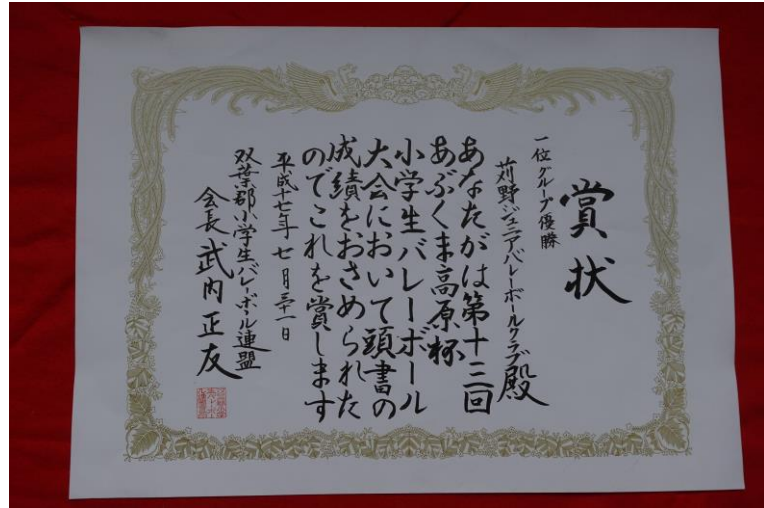 賞状
一位グループ優勝
苅野ジュニアバレーボールクラブ殿
あなたがは第十三回
あぶくま高原杯
小学生バレーボール
大会において頭書の
成績をおさめられた
のでこれを賞します
平成十七年七月三十一日
双葉郡小学生バレーボール連盟
会長 武内正友